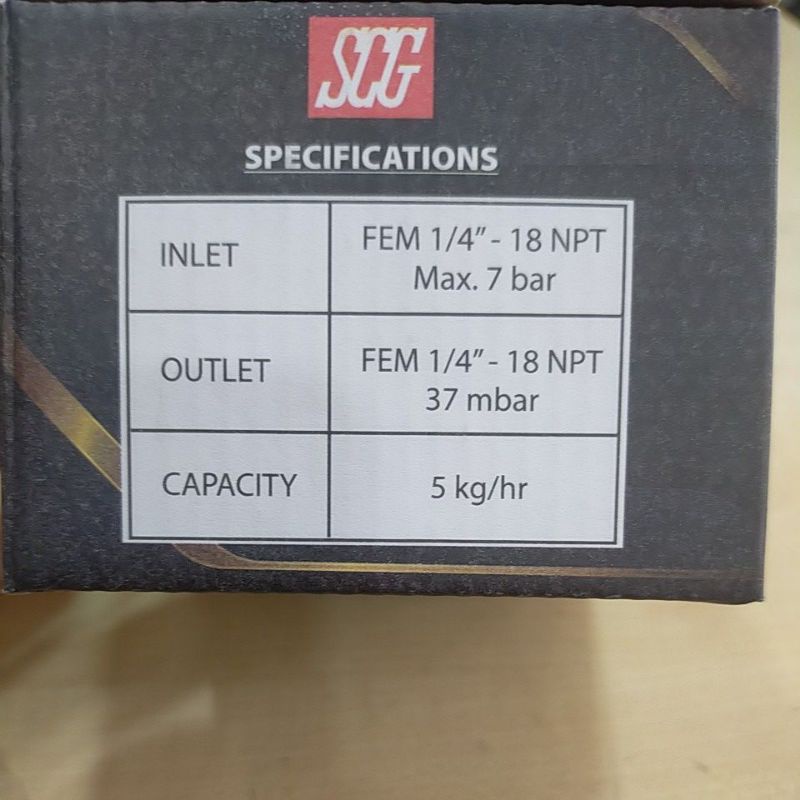 SCG
SPECIFICATIONS
INLET
FEM 1/4” - 18 NPT
Max. 7 bar
OUTLET
FEM 1/4” - 18 NPT
37 mbar
CAPACITY
5 kg/hr